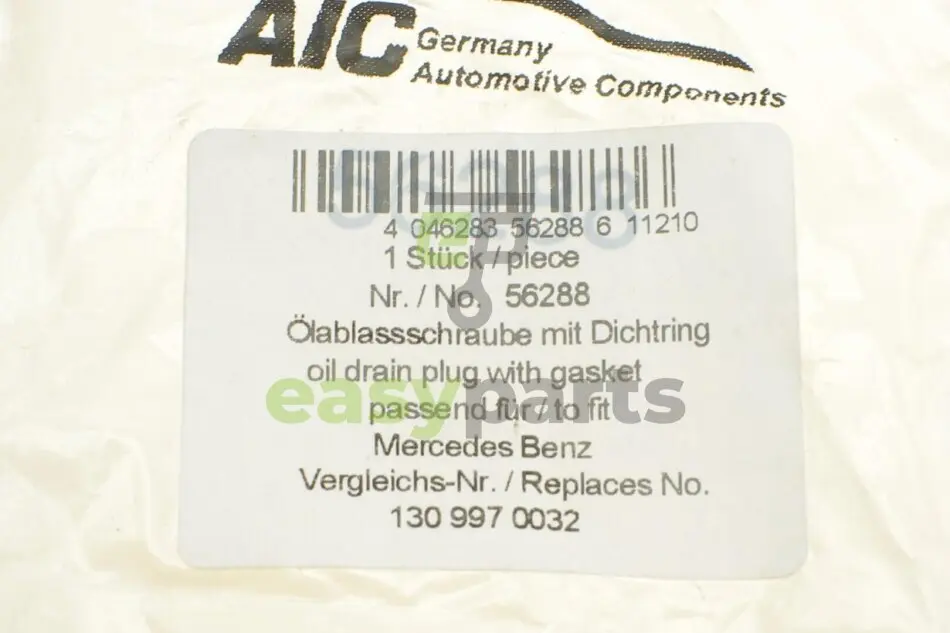 AIC Germany
Automotive Components
56288
4 046283 56288 6 11210
1 Stück / piece
Nr. / No. 56288
Ölablassschraube mit Dichtring
oil drain plug with gasket
easyparts
passend für / to fit
Mercedes Benz
Vergleichs-Nr. / Replaces No.
130 997 0032